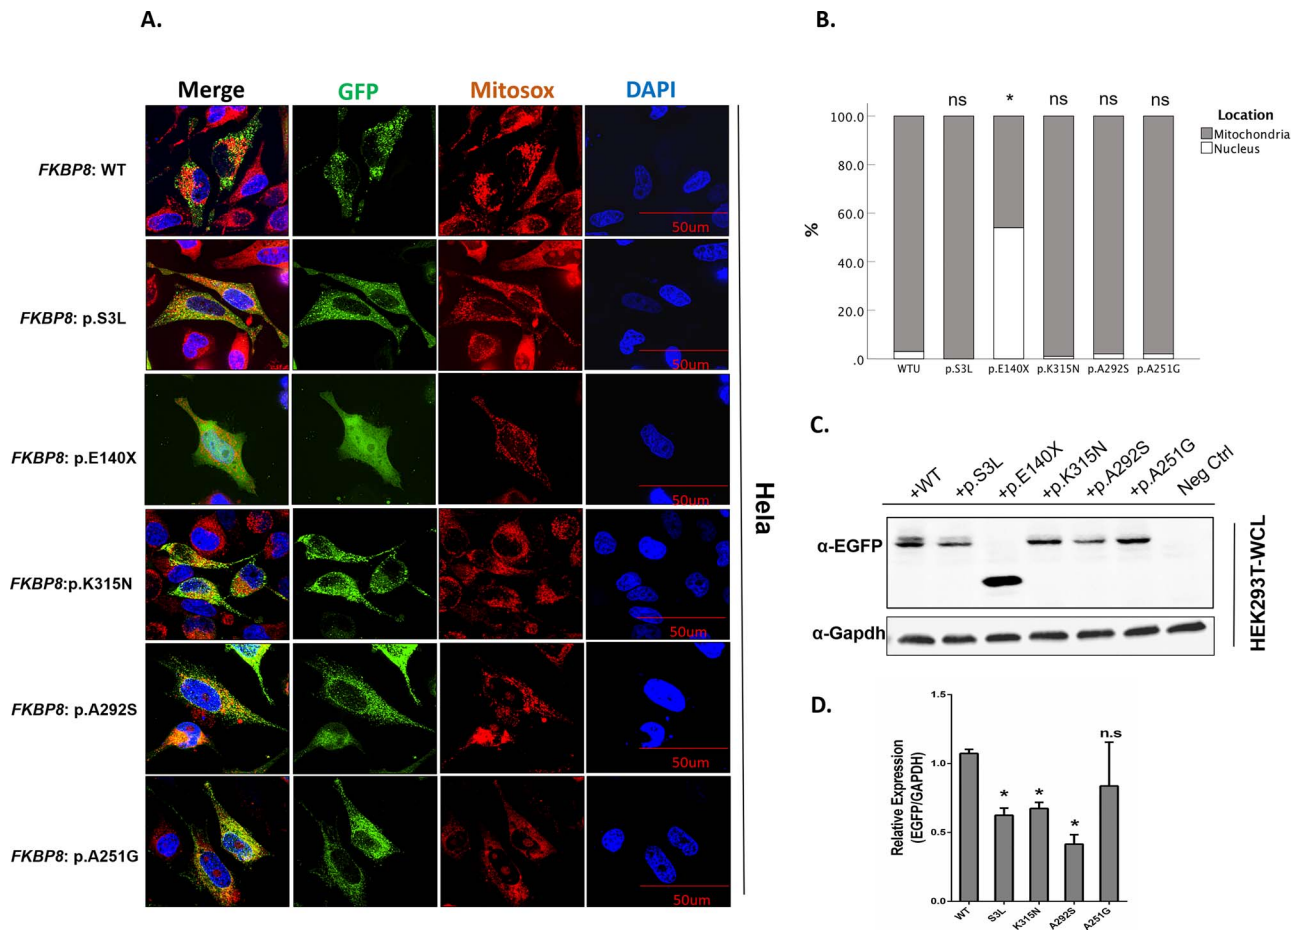 A.
Merge GFP Mitosox DAPI
FKBP8: WT
50um
FKBP8: p.S3L
50um
FKBP8: p.E140X
50um
FKBP8:p.K315N
50um
FKBP8: p.A292S
50um
FKBP8: p.A251G
50um
Hela
B.
ns * ns ns ns
Location
Mitochondria
Nucleus
100.0
80.0
60.0
40.0
20.0
.0
%
WTU p.S3L p.E140X p.K315N p.A292S p.A251G
C.
+WT +p.S3L +p.E140X +p.K315N +p.A292S +p.A251G Neg Ctrl
α-EGFP
α-Gapdh
HEK293T-WCL
D.
1.5
1.0
0.5
0.0
Relative Expression
(EGFP/GAPDH)
* * * n.s
WT S3L K315N A292S A251G